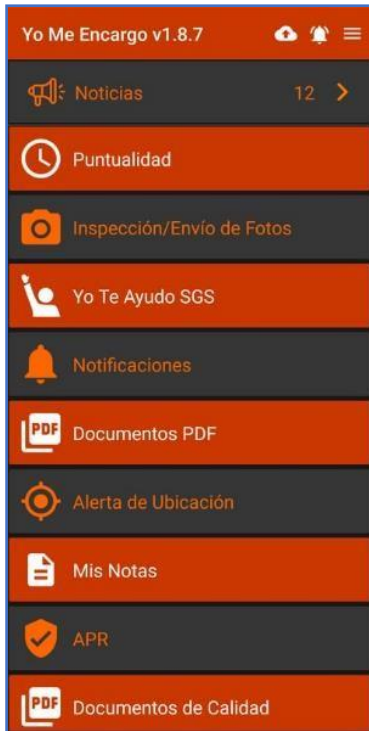 Yo Me Encargo v1.8.7
Noticias 12
Puntualidad
Inspección/Envío de Fotos
Yo Te Ayudo SGS
Notificaciones
PDF Documentos PDF
Alerta de Ubicación
Mis Notas
APR
PDF Documentos de Calidad